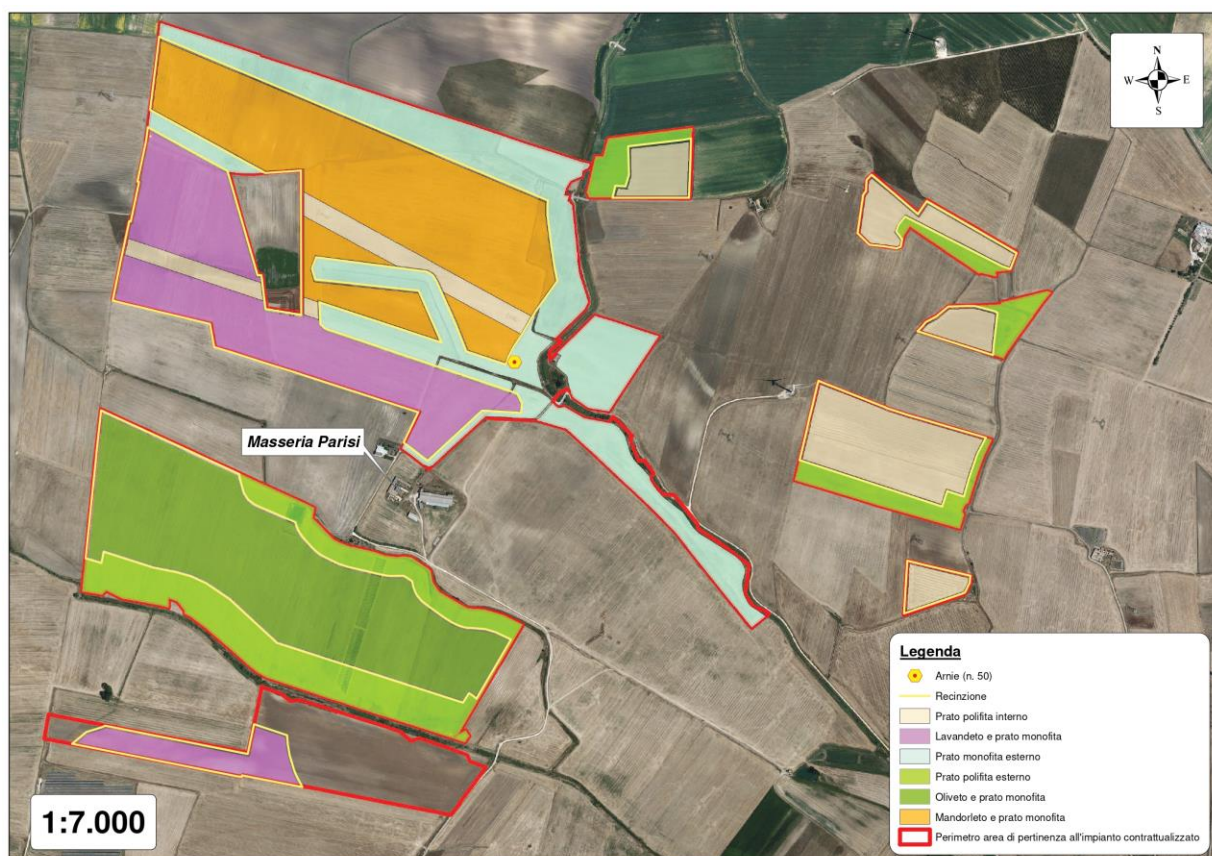 N
W E
S
Masseria Parisi
Legenda
Arnie (n. 50)
Recinzione
Prato polifita interno
Lavandeto e prato monofita
Prato monofita esterno
Prato polifita esterno
Oliveto e prato monofita
Mandorleto e prato monofita
Perimetro area di pertinenza all'impianto contrattualizzato
1:7.000